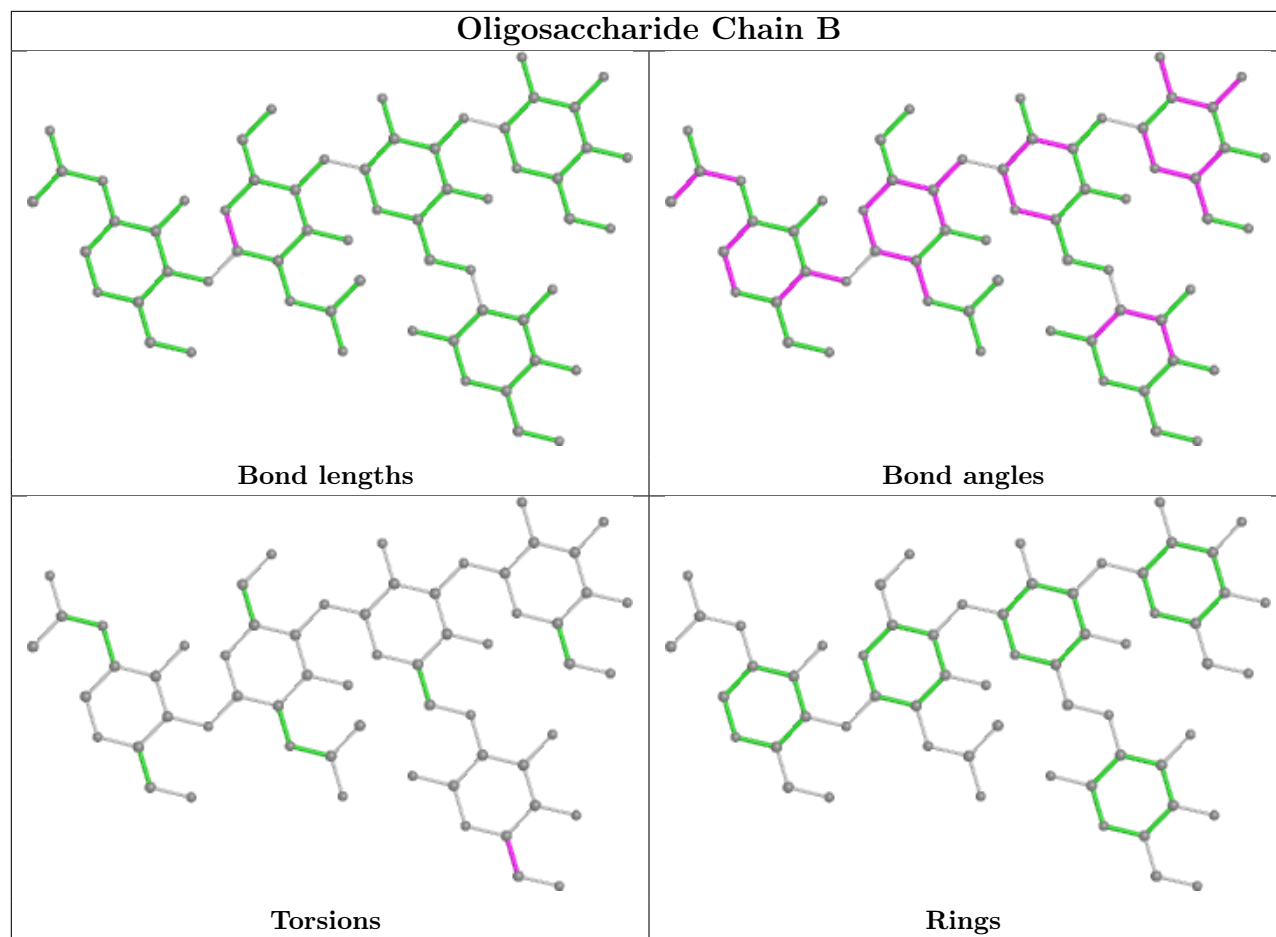 Oligosaccharide Chain B
Bond lengths
Bond angles
Torsions
Rings